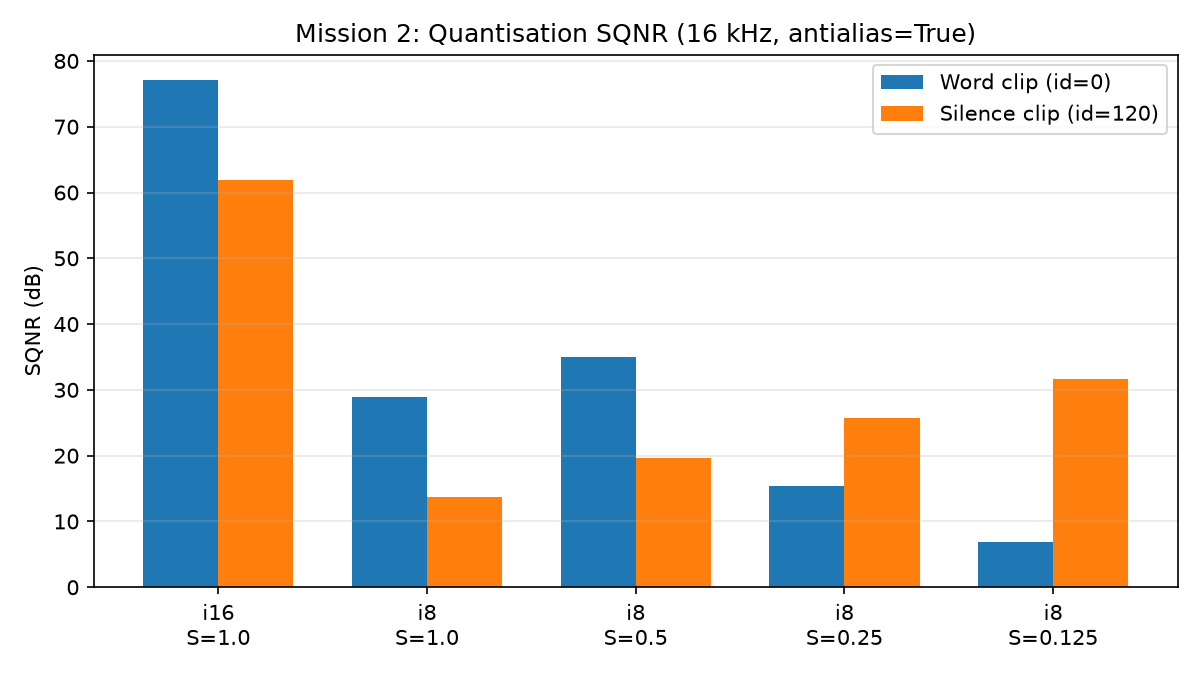 Mission 2: Quantisation SQNR (16 kHz, antialias=True)
Word clip (id=0)
Silence clip (id=120)
SQNR (dB)
80
70
60
50
40
30
20
10
0
i16 i8 i8 i8 i8
S=1.0 S=1.0 S=0.5 S=0.25 S=0.125